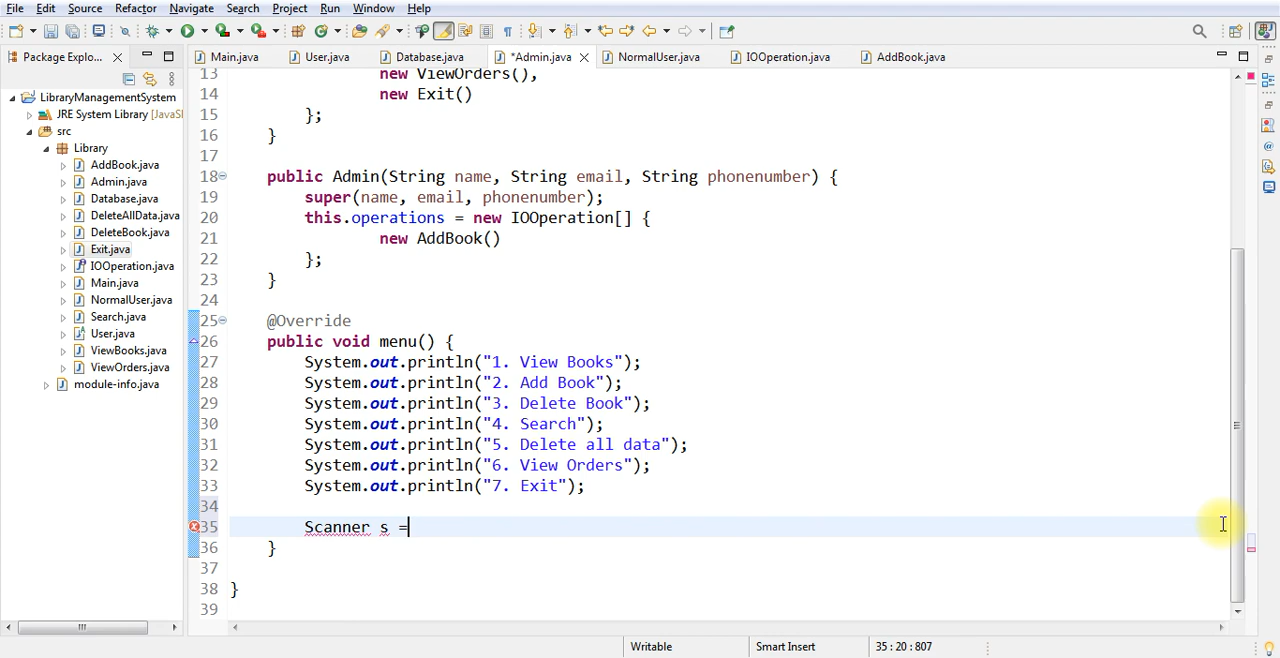 File Edit Source Refactor Navigate Search Project Run Window Help
Package Explo...
Main.java User.java Database.java *Admin.java NormalUser.java IOOperation.java AddBook.java
LibraryManagementSystem
JRE System Library [JavaS
src
Library
AddBook.java
Admin.java
Database.java
DeleteAllData.java
DeleteBook.java
Exit.java
IOOperation.java
Main.java
NormalUser.java
Search.java
User.java
ViewBooks.java
ViewOrders.java
module-info.java
13 new ViewOrders(),
14 new Exit()
15 };
16 }
17
18 public Admin(String name, String email, String phonenumber) {
19 super(name, email, phonenumber);
20 this.operations = new IOOperation[] {
21 new AddBook()
22 };
23 }
24
25 @Override
26 public void menu() {
27 System.out.println("1. View Books");
28 System.out.println("2. Add Book");
29 System.out.println("3. Delete Book");
30 System.out.println("4. Search");
31 System.out.println("5. Delete all data");
32 System.out.println("6. View Orders");
33 System.out.println("7. Exit");
34
35 Scanner s =
36 }
37
38 }
39
Writable Smart Insert 35 : 20 : 807